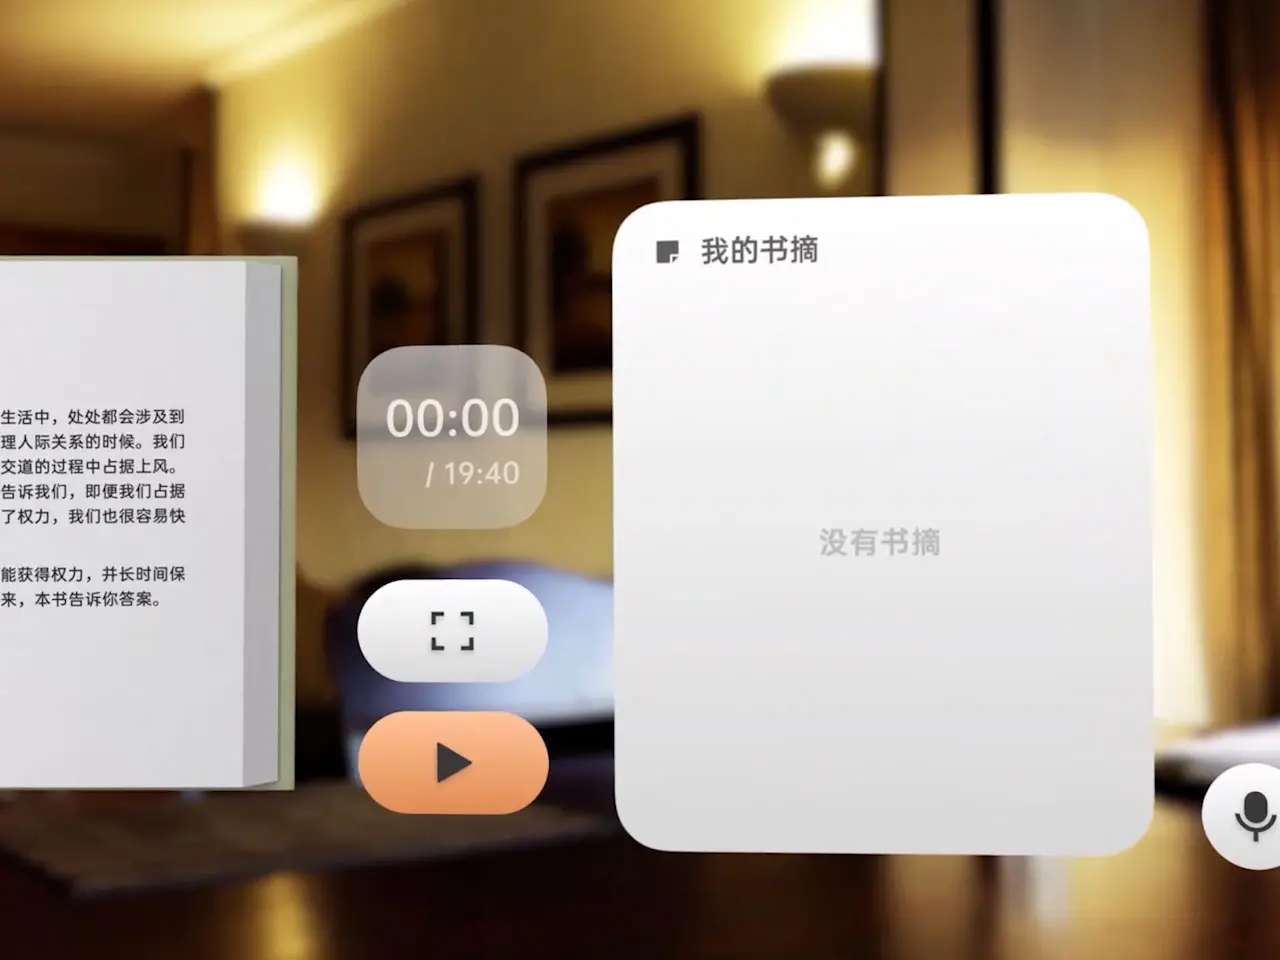 生活中，处处都会涉及到
理人际关系的时候。我们
交道的过程中占据上风。
告诉我们，即便我们占据
了权力，我们也很容易快
能获得权力，并长时间保
来，本书告诉你答案。
00:00
/ 19:40
我的书摘
没有书摘